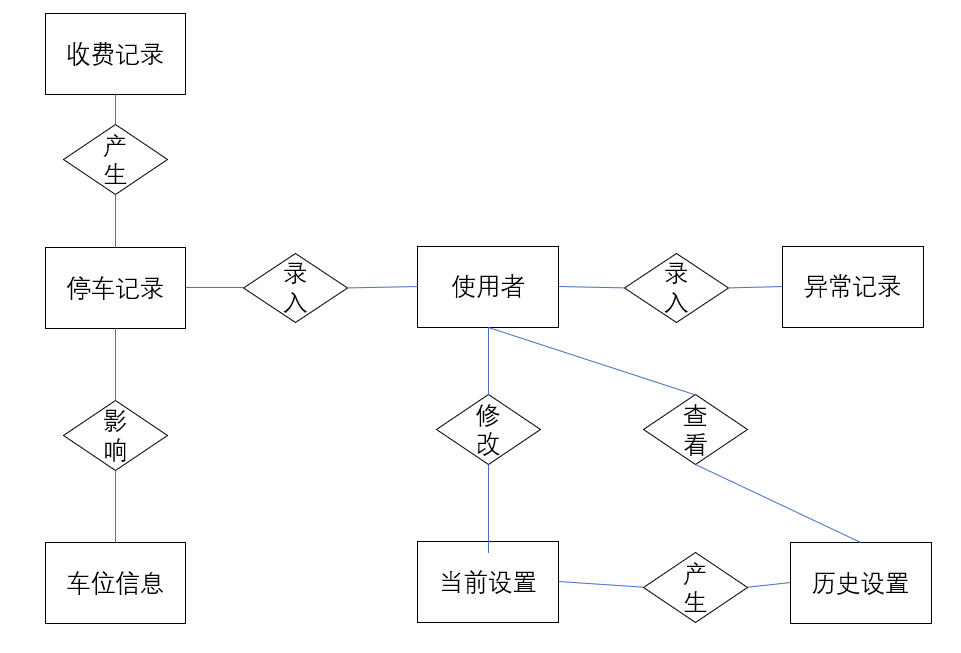 收费记录
产
生
停车记录
录
入
使用者
录
入
异常记录
影
响
修
改
查
看
车位信息
当前设置
产
生
历史设置